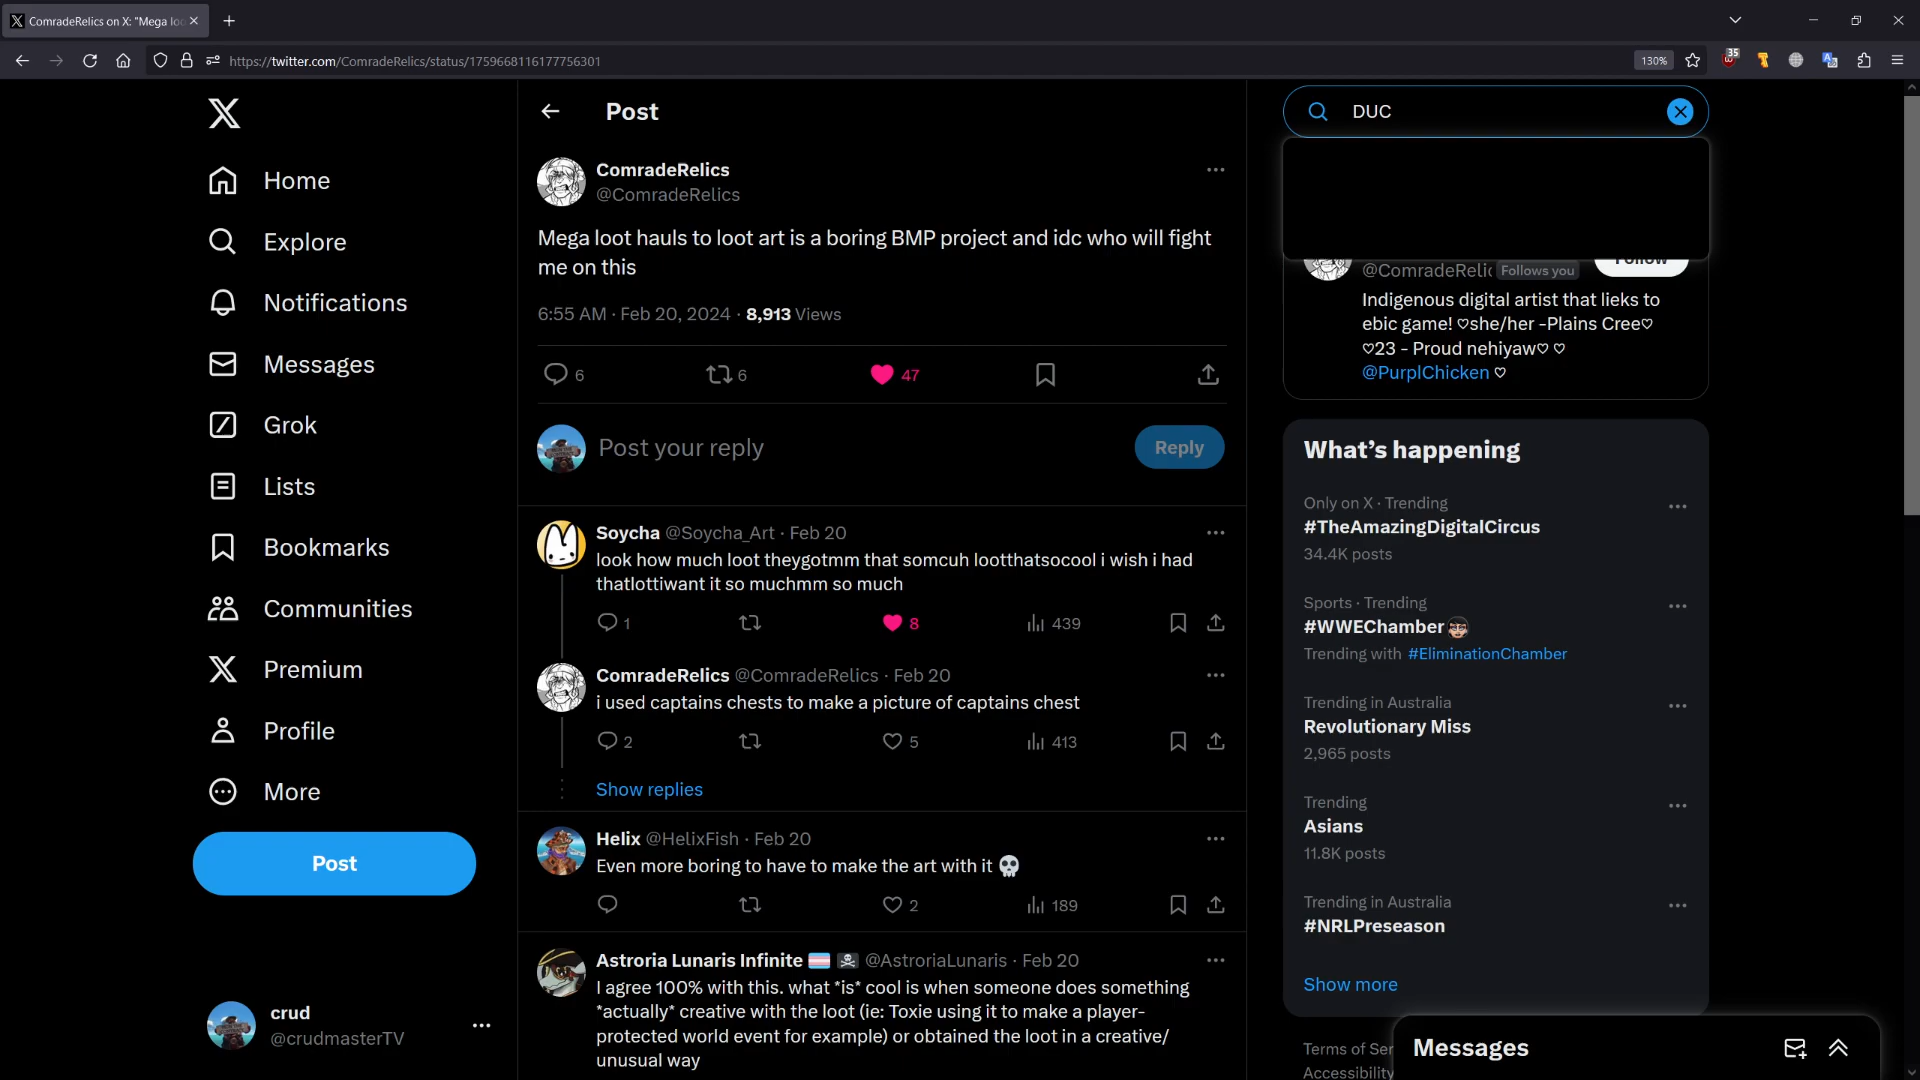 ComradeRelics on X: "Mega loo
https://twitter.com/ComradeRelics/status/1759668116177756301
130%
35
Home
Explore
Notifications
Messages
Grok
Lists
Bookmarks
Communities
Premium
Profile
More
Post
crud
@crudmasterTV
Post
ComradeRelics
@ComradeRelics
Mega loot hauls to loot art is a boring BMP project and idc who will fight
me on this
6:55 AM · Feb 20, 2024 · 8,913 Views
6 6 47
Post your reply
Reply
Soycha @Soycha_Art · Feb 20
look how much loot theygotmm that somcuh lootthatsocool i wish i had
thatlottiwant it so muchmm so much
1 8 439
ComradeRelics @ComradeRelics · Feb 20
i used captains chests to make a picture of captains chest
2 5 413
Show replies
Helix @HelixFish · Feb 20
Even more boring to have to make the art with it 💀
2 189
Astroria Lunaris Infinite @AstroriaLunaris · Feb 20
I agree 100% with this. what *is* cool is when someone does something
*actually* creative with the loot (ie: Toxie using it to make a player-
protected world event for example) or obtained the loot in a creative/
unusual way
DUC
Follow
@ComradeRelic Follows you
Indigenous digital artist that lieks to
ebic game! ♡she/her -Plains Cree♡
♡23 - Proud nehiyaw♡ ♡
@PurplChicken ♡
What's happening
Only on X · Trending
#TheAmazingDigitalCircus
34.4K posts
Sports · Trending
#WWEChamber
Trending with #EliminationChamber
Trending in Australia
Revolutionary Miss
2,965 posts
Trending
Asians
11.8K posts
Trending in Australia
#NRLPreseason
Show more
Terms of Ser
Accessibility
Messages